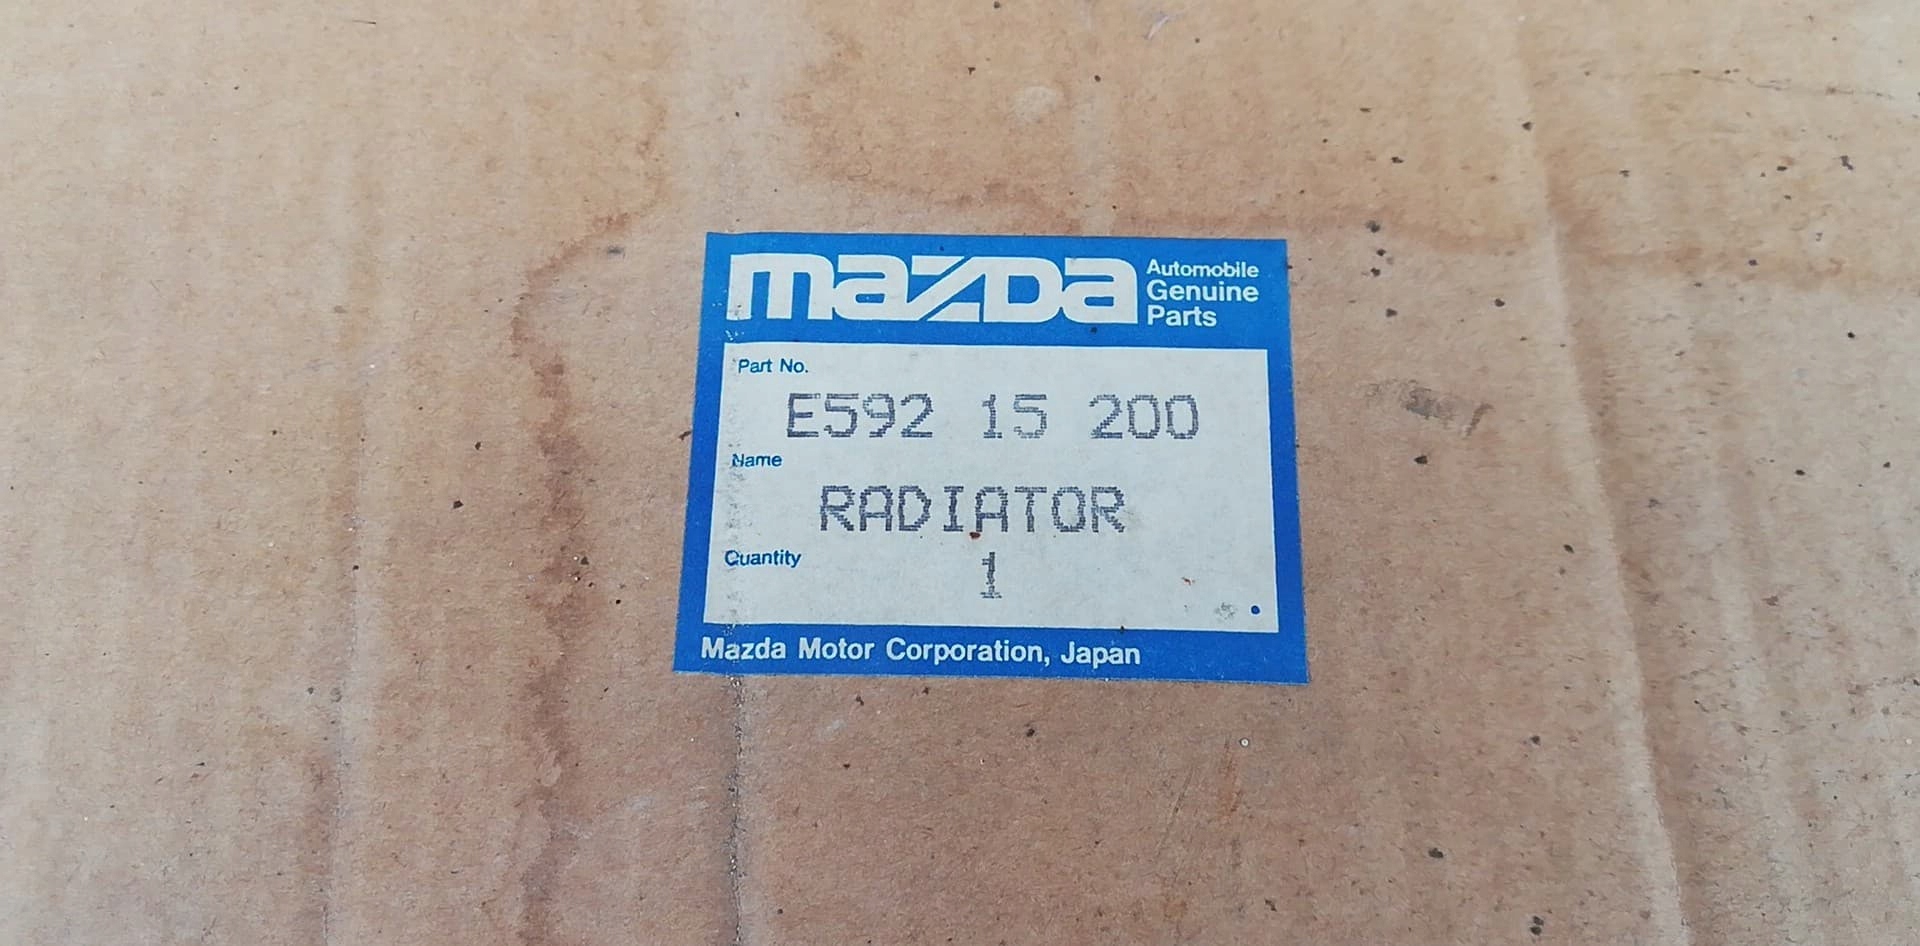 mazda
Automobile
Genuine
Parts
Part No.
E592 15 200
Name
RADIATOR
Quantity
1
Mazda Motor Corporation, Japan